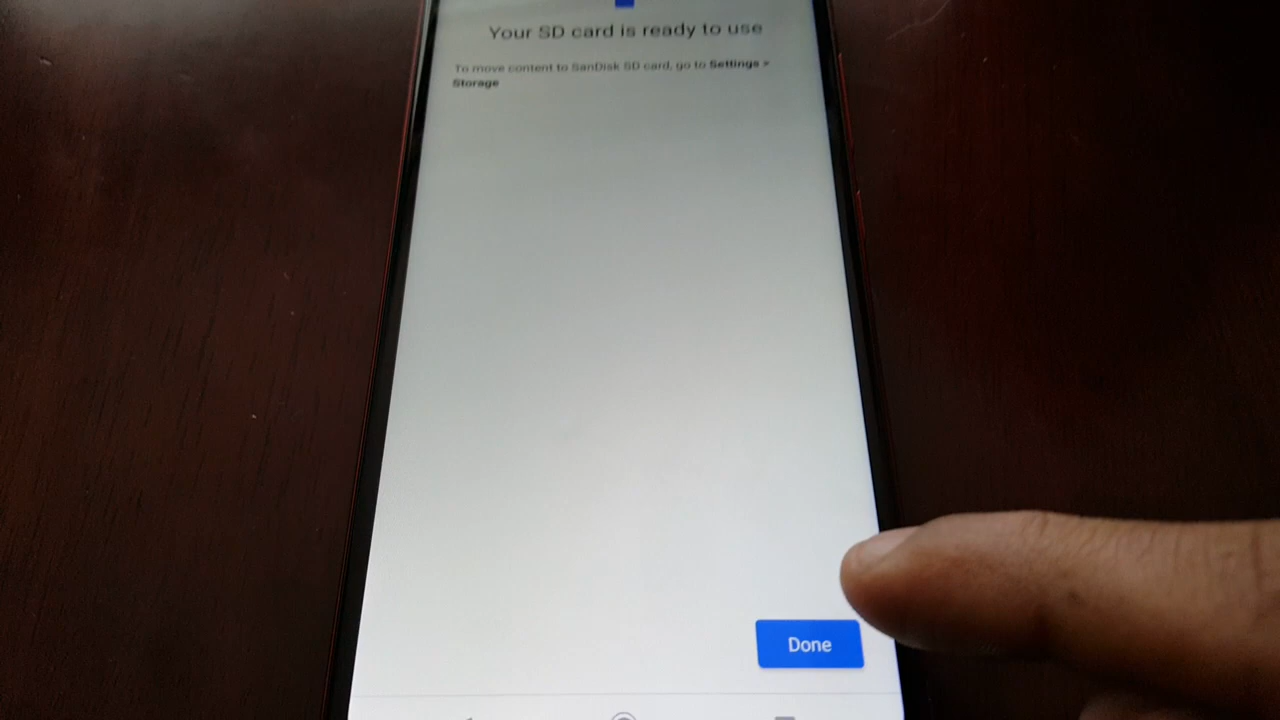 Your SD card is ready to use
To move content to SanDisk SD card, go to Settings >
Storage
Done